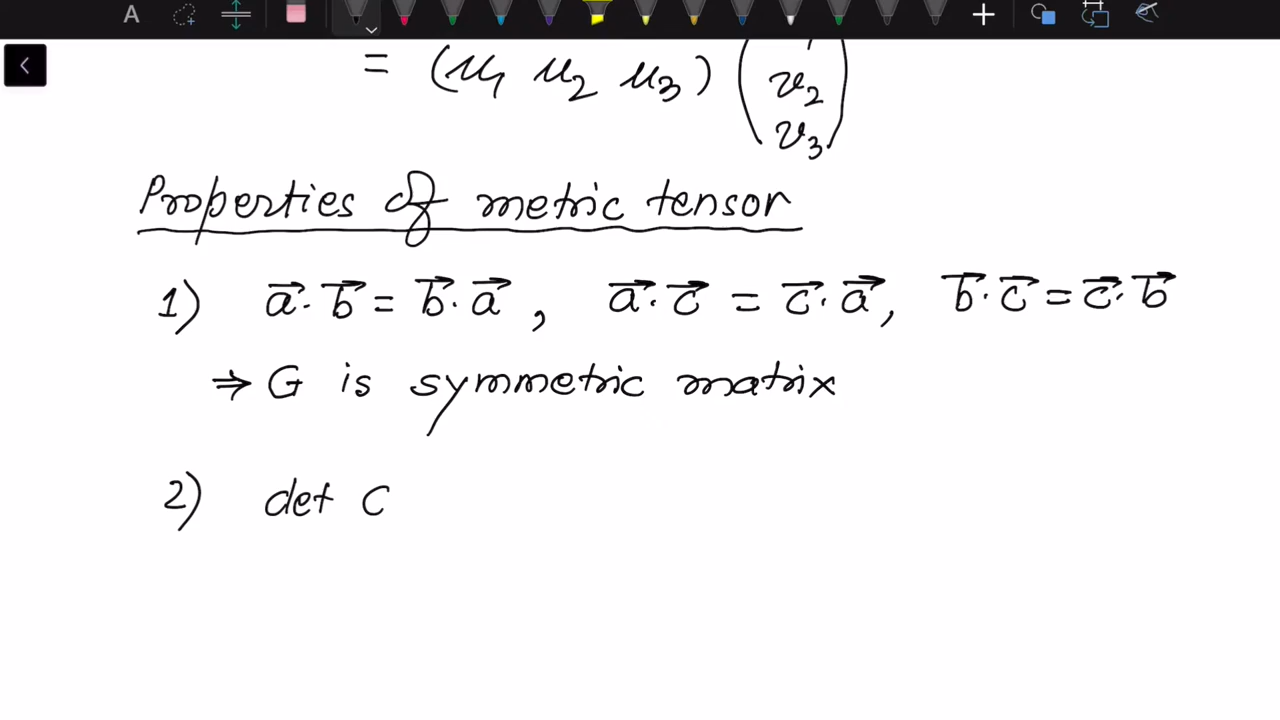 A
= (u1 u2 u3) ( v2
v3 )
Properties of metric tensor
1) a⃗·b⃗ = b⃗·a⃗ , a⃗·c⃗ = c⃗·a⃗, b⃗·c⃗ = c⃗·b⃗
⇒ G is symmetric matrix
2) det C